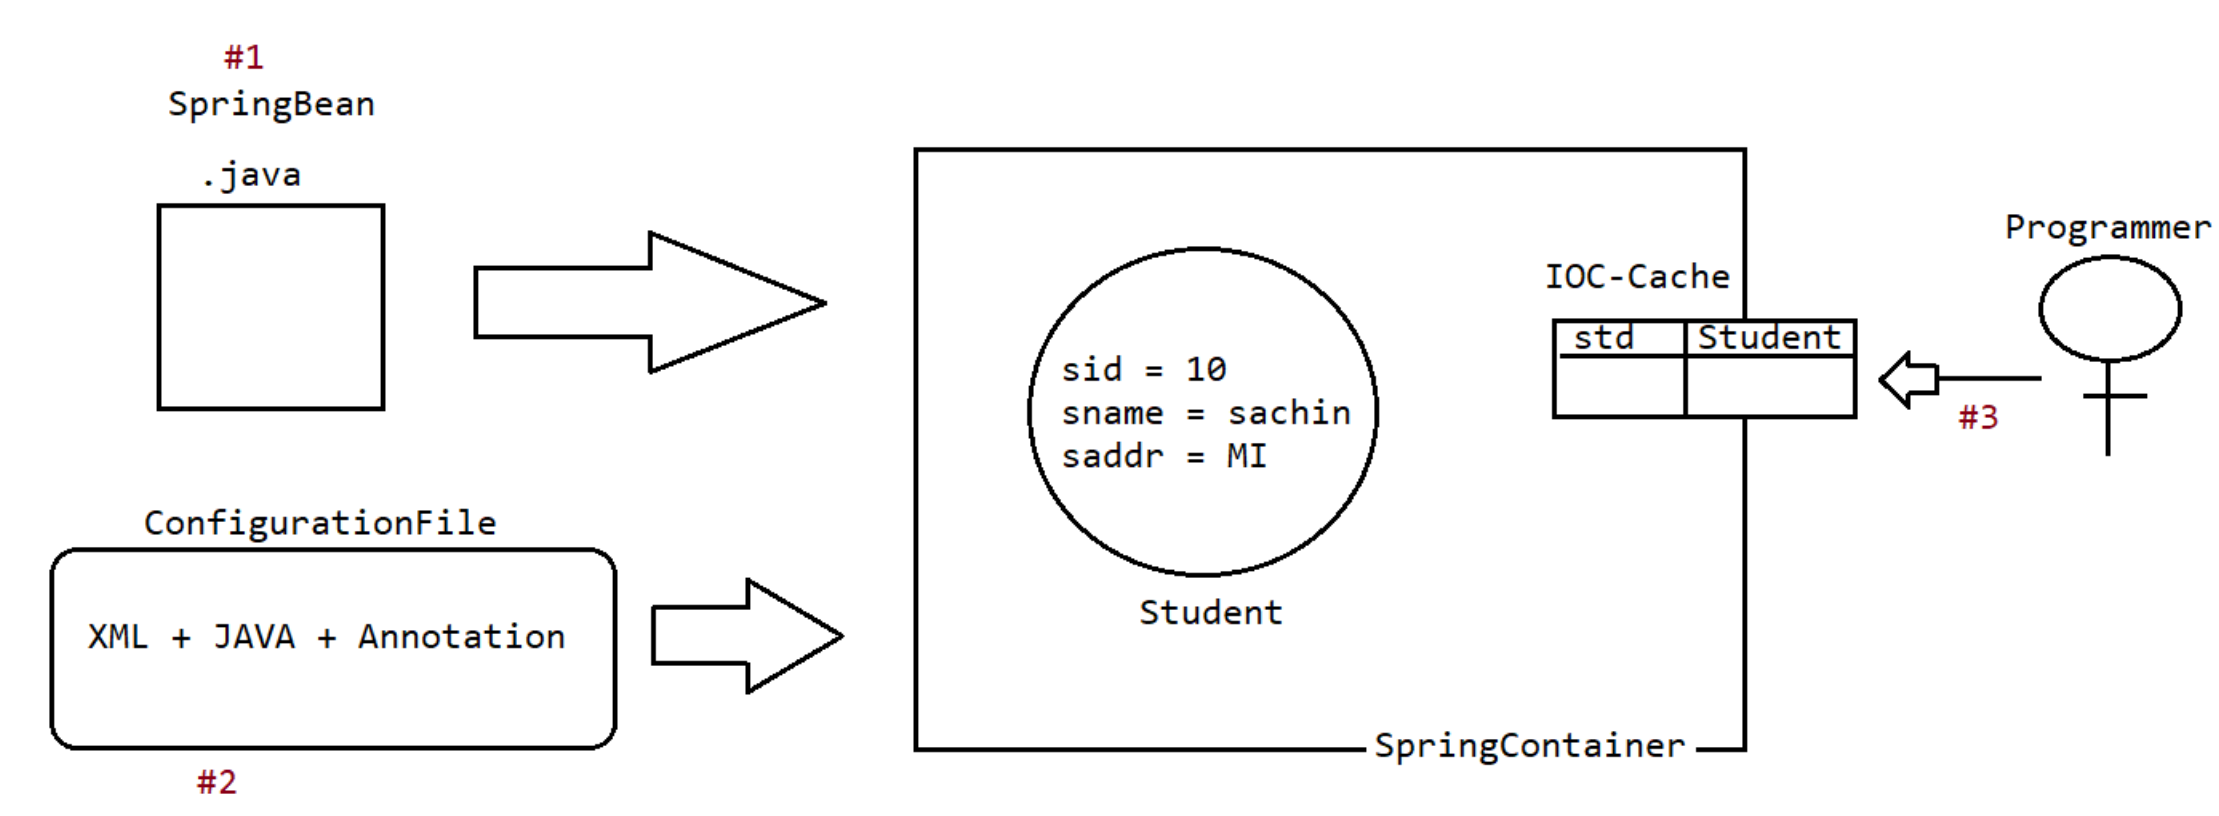 #1
SpringBean
.java
ConfigurationFile
XML + JAVA + Annotation
#2
sid = 10
sname = sachin
saddr = MI
Student
SpringContainer
IOC-Cache
std Student
Programmer
#3